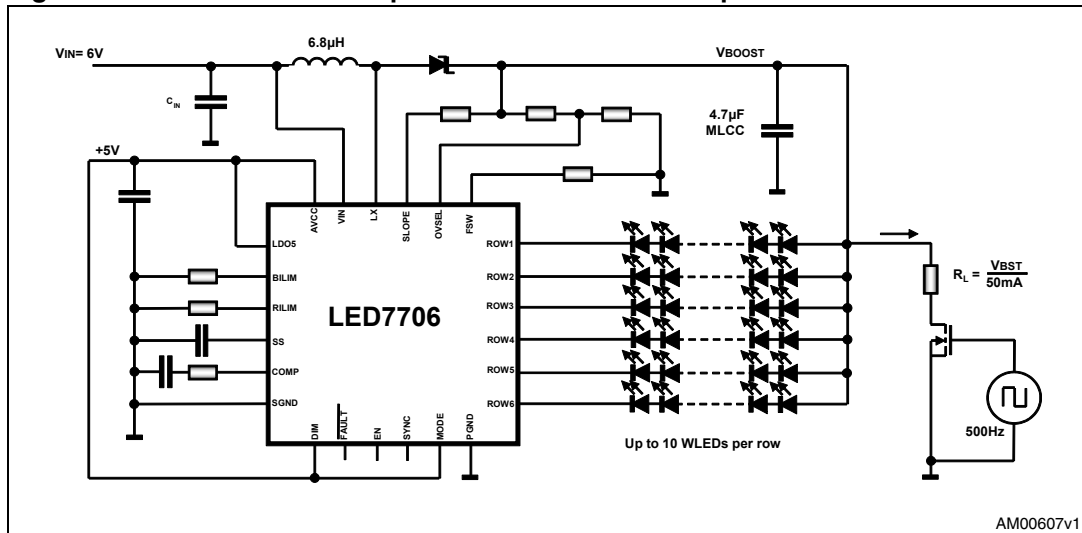 VIN= 6V
6.8µH
VBOOST
CIN
4.7µF
MLCC
+5V
AVCC
VIN
LX
SLOPE
OVSEL
FSW
LDO5
BILIM
RILIM
SS
COMP
SGND
LED7706
ROW1
ROW2
ROW3
ROW4
ROW5
ROW6
DIM
FAULT
EN
SYNC
MODE
PGND
Up to 10 WLEDs per row
RL = VBST
50mA
500Hz
AM00607v1